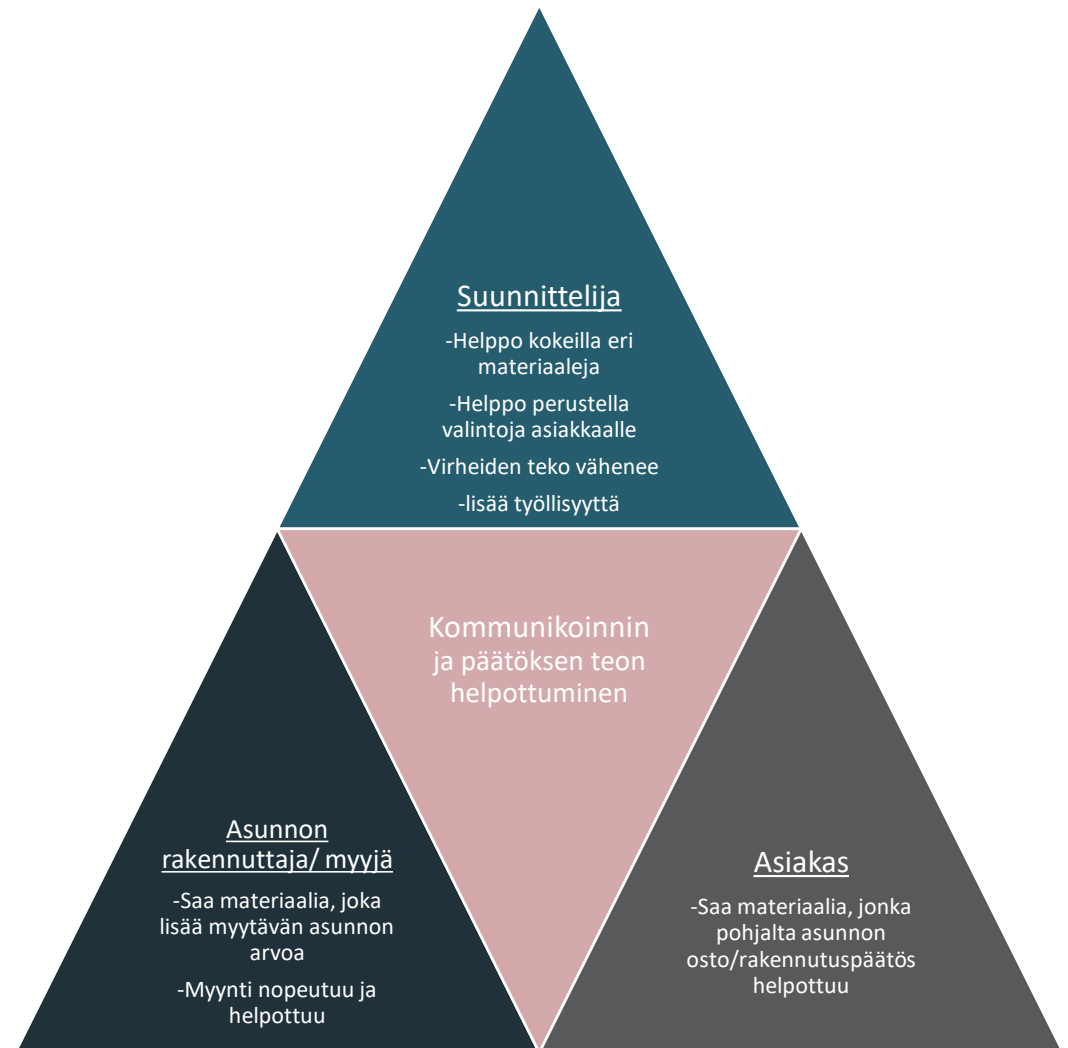 Suunnittelija
-Helppo kokeilla eri
materiaaleja
-Helppo perustella
valintoja asiakkaalle
-Virheiden teko vähenee
-lisää työllisyyttä
Kommunikoinnin
ja päätöksen teon
helpottuminen
Asunnon
rakennuttaja/ myyjä
-Saa materiaalia, joka
lisää myytävän asunnon
arvoa
-Myynti nopeutuu ja
helpottuu
Asiakas
-Saa materiaalia, jonka
pohjalta asunnon
osto/rakennutuspäätös
helpottuu